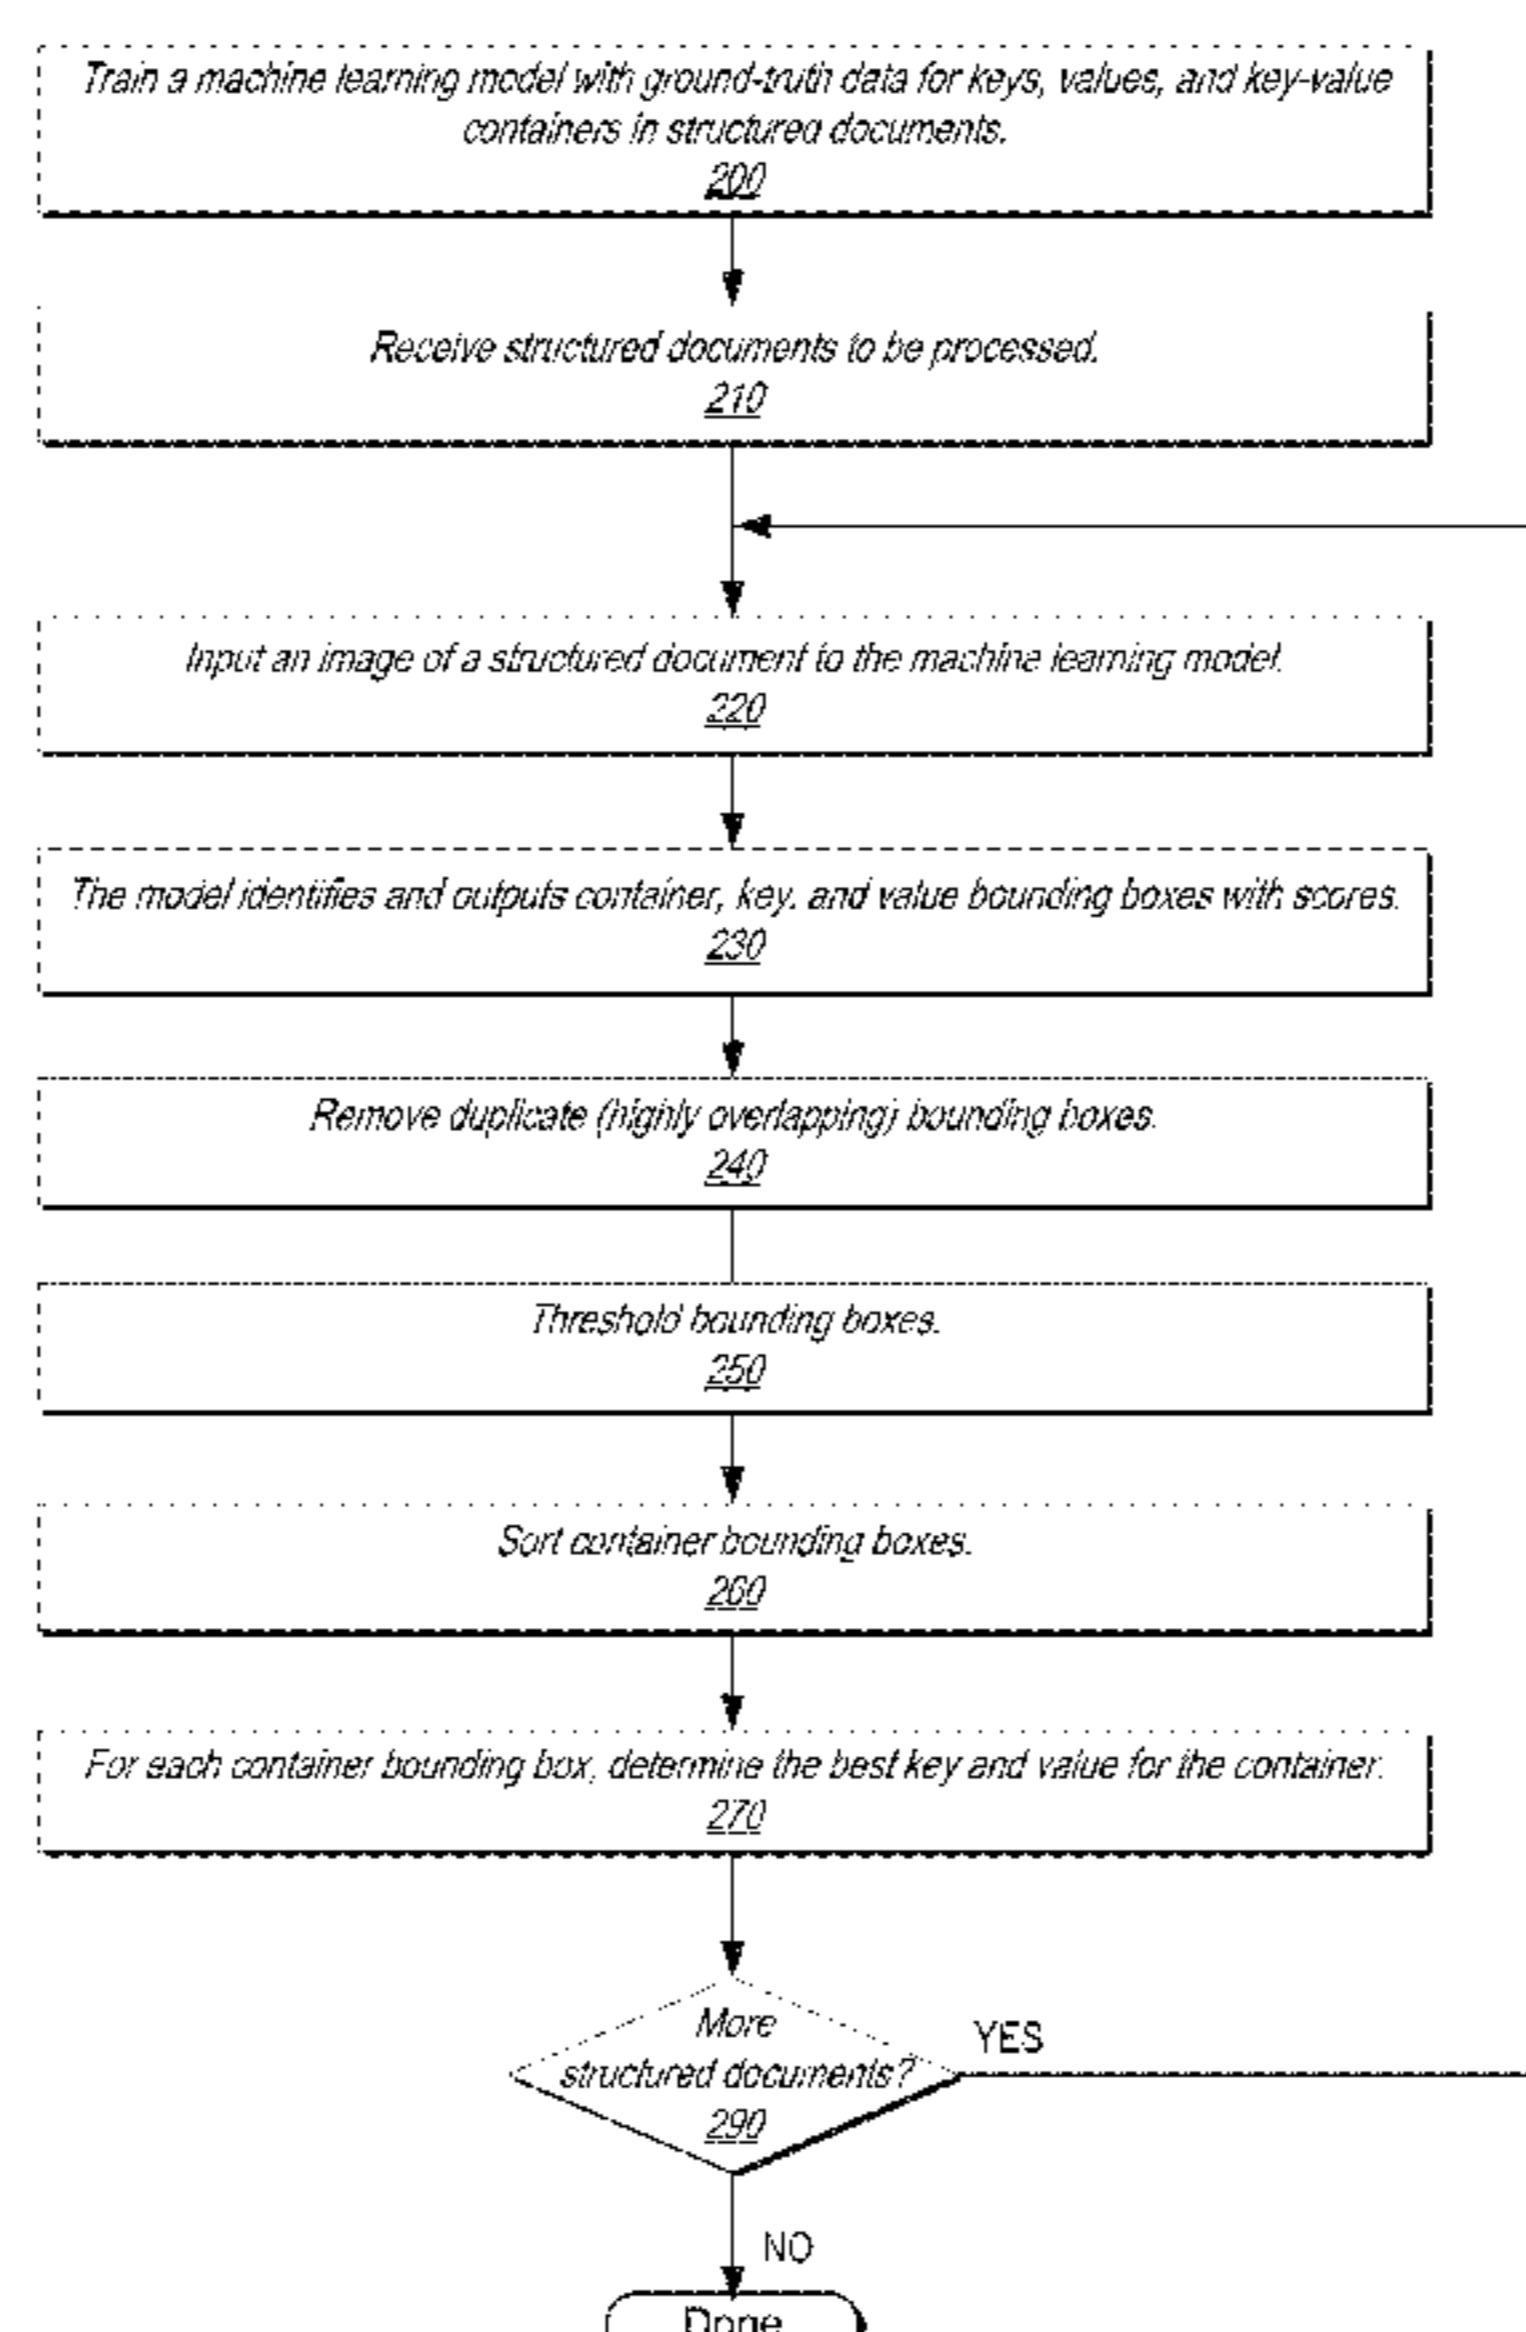 Train a machine learning model with ground-truth data for keys, values, and key-value
containers in structured documents.
200
Receive structured documents to be processed.
210
Input an image of a structured document to the machine learning model.
220
The model identifies and outputs container, key, and value bounding boxes with scores.
230
Remove duplicate (highly overlapping) bounding boxes.
240
Threshold bounding boxes.
250
Sort container bounding boxes.
260
For each container bounding box, determine the best key and value for the container.
270
More
structured documents?
290
YES
NO
Done